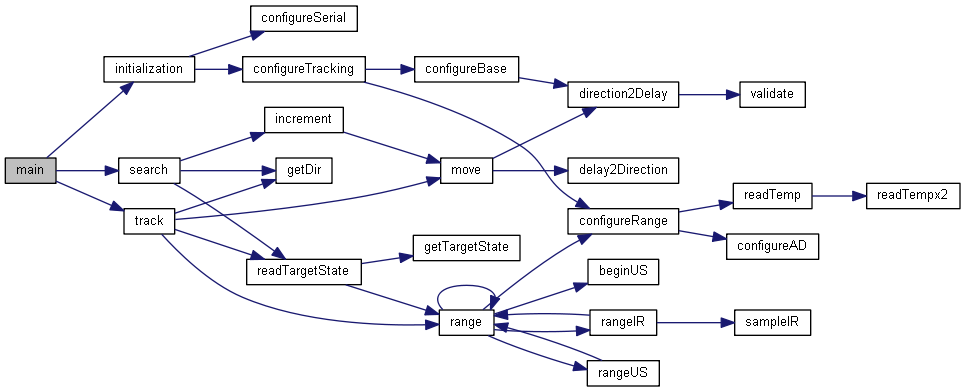 configureSerial
initialization
configureTracking
configureBase
direction2Delay
validate
increment
main
search
getDir
move
delay2Direction
track
readTemp
readTempx2
configureRange
getTargetState
configureAD
readTargetState
beginUS
range
rangeIR
sampleIR
rangeUS